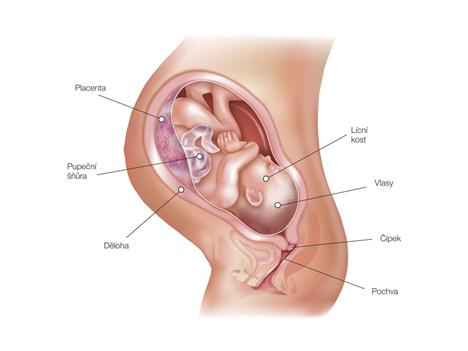 Placenta
Pupeční
šňůra
Děloha
Lícní
kost
Vlasy
Čípek
Pochva